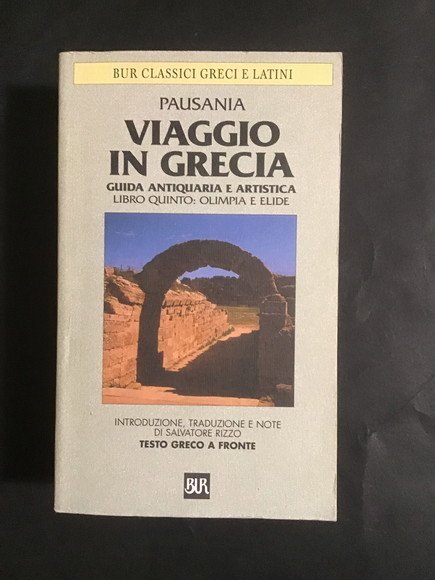 BUR CLASSICI GRECI E LATINI
PAUSANIA
VIAGGIO
IN GRECIA
GUIDA ANTIQUARIA E ARTISTICA
LIBRO QUINTO: OLIMPIA E ELIDE
INTRODUZIONE, TRADUZIONE E NOTE
DI SALVATORE RIZZO
TESTO GRECO A FRONTE
BUR